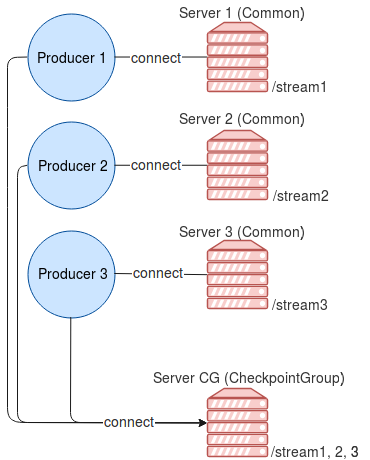 Server 1 (Common)
Producer 1
connect
/stream1
Server 2 (Common)
Producer 2
connect
/stream2
Server 3 (Common)
Producer 3
connect
/stream3
Server CG (CheckpointGroup)
connect
/stream1, 2, 3